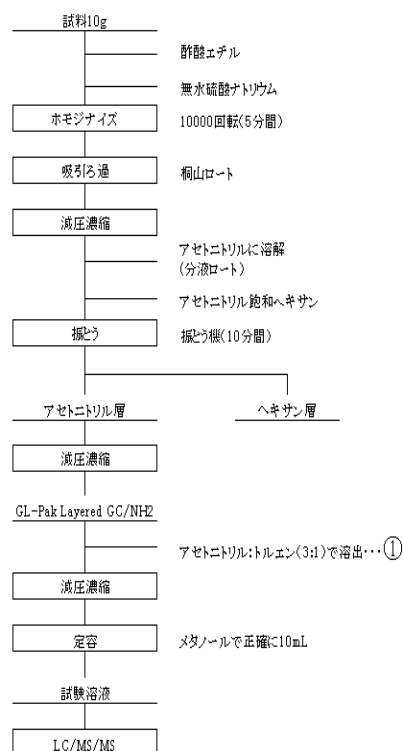 試料10g
酢酸エチル
無水硫酸ナトリウム
ホモジナイズ
10000回転(5分間)
吸引ろ過
桐山ロート
減圧濃縮
アセトニトリルに溶解
(分液ロート)
アセトニトリル飽和ヘキサン
振とう
振とう機(10分間)
アセトニトリル層
ヘキサン層
減圧濃縮
GL-Pak Layered GC/NH2
アセトニトリル:トルエン(3:1)で溶出…①
減圧濃縮
定容
メタノールで正確に10mL
試験溶液
LC/MS/MS